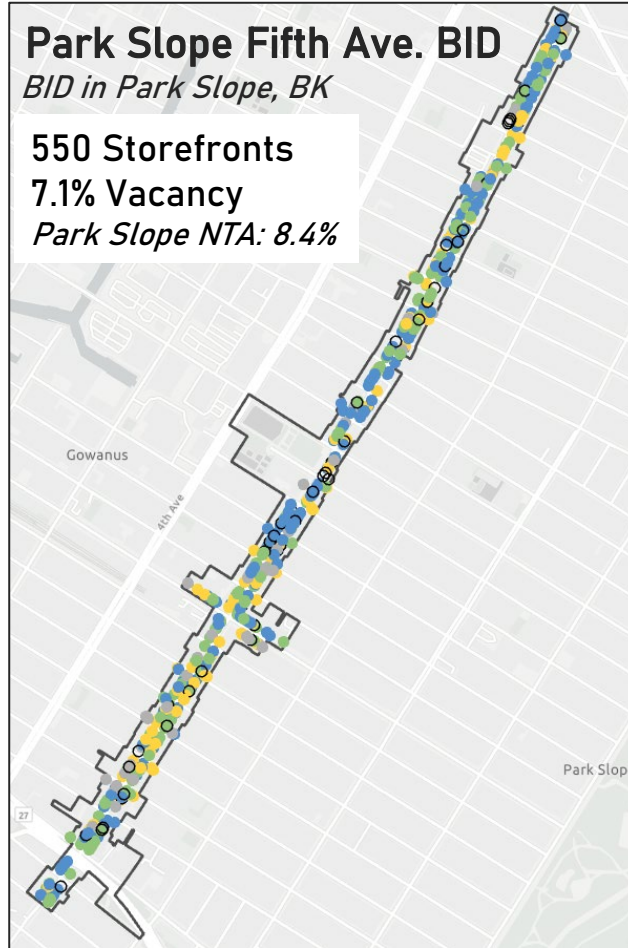 Park Slope Fifth Ave. BID
BID in Park Slope, BK
550 Storefronts
7.1% Vacancy
Park Slope NTA: 8.4%
Gowanus
4th Ave
Park Slop
27